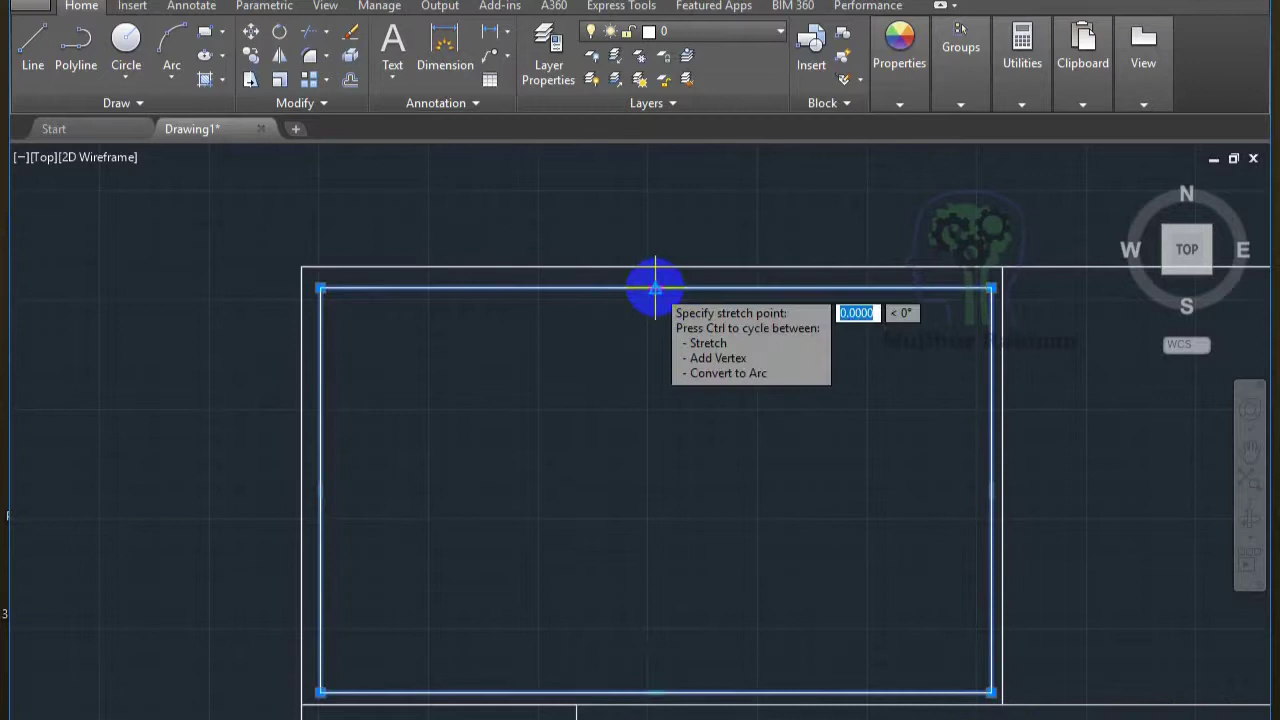 Home Insert Annotate Parametric View Manage Output Add-ins A360 Express Tools Featured Apps BIM 360 Performance
0
Line Polyline Circle Arc Text Dimension Layer Properties Insert Properties Groups Utilities Clipboard View
Draw Modify Annotation Layers Block
Start Drawing1*
[−][Top][2D Wireframe]
N
W TOP E
S
WCS
Specify stretch point: 0.0000 < 0°
Press Ctrl to cycle between:
- Stretch
- Add Vertex
- Convert to Arc